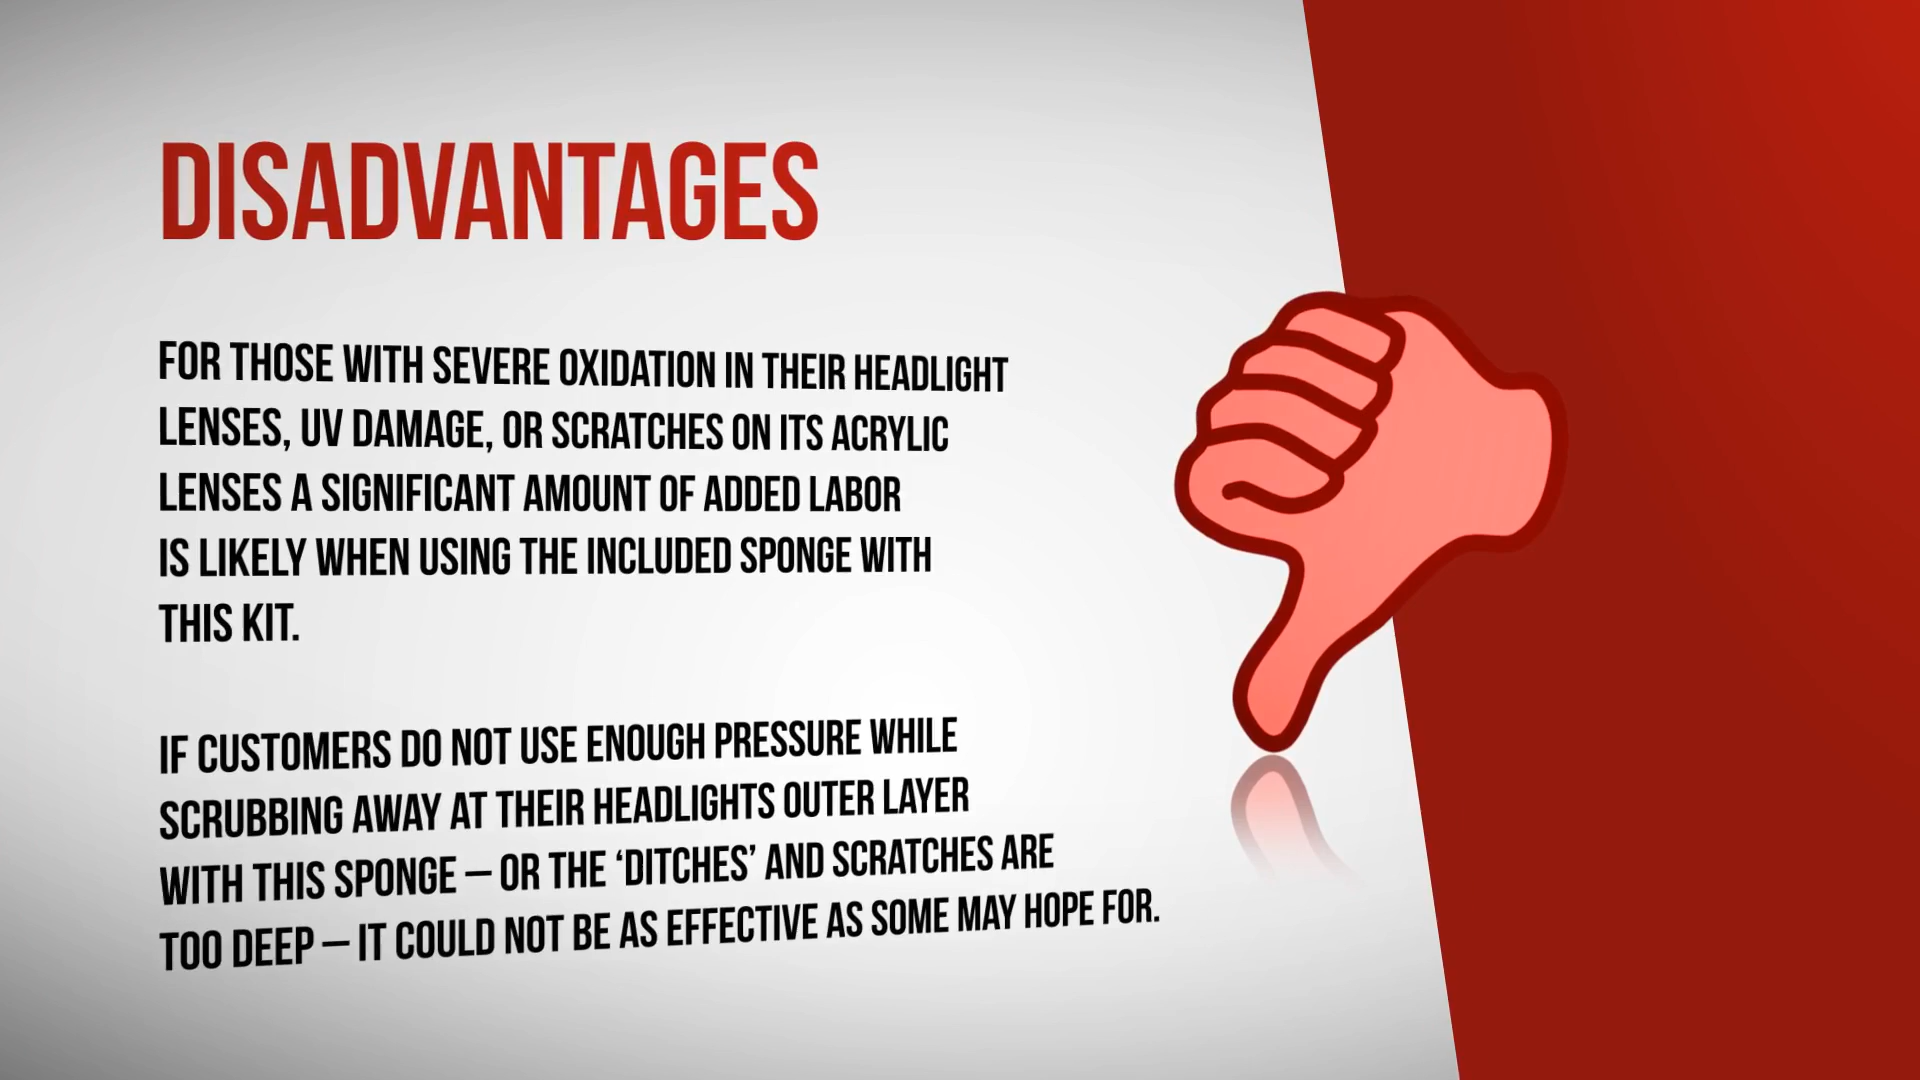 DISADVANTAGES
FOR THOSE WITH SEVERE OXIDATION IN THEIR HEADLIGHT
LENSES, UV DAMAGE, OR SCRATCHES ON ITS ACRYLIC
LENSES A SIGNIFICANT AMOUNT OF ADDED LABOR
IS LIKELY WHEN USING THE INCLUDED SPONGE WITH
THIS KIT.
IF CUSTOMERS DO NOT USE ENOUGH PRESSURE WHILE
SCRUBBING AWAY AT THEIR HEADLIGHTS OUTER LAYER
WITH THIS SPONGE – OR THE ‘DITCHES’ AND SCRATCHES ARE
TOO DEEP – IT COULD NOT BE AS EFFECTIVE AS SOME MAY HOPE FOR.